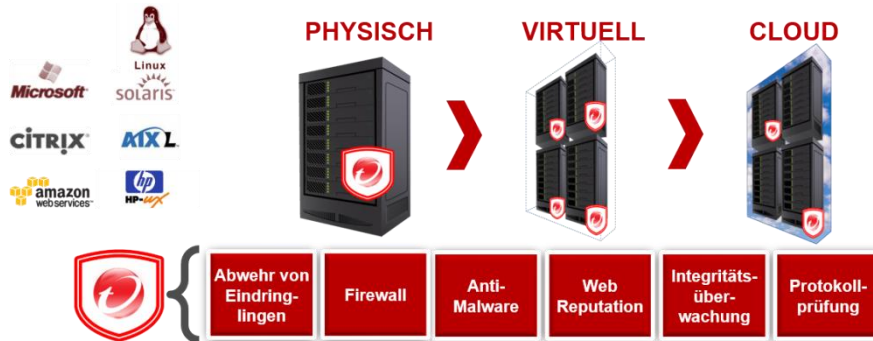 PHYSISCH
VIRTUELL
CLOUD
Linux
Microsoft
solaris
CiTRIX
AIX L
amazon
webservices
hp
HP-UX
Abwehr von
Eindring-
lingen
Firewall
Anti-
Malware
Web
Reputation
Integritäts-
über-
wachung
Protokoll-
prüfung